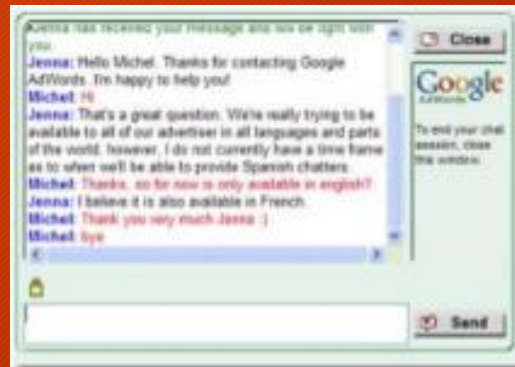 has received your message and will be right with
you.
Jenna: Hello Michel. Thanks for contacting Google
AdWords. I'm happy to help you!
Michel: Hi
Jenna: That's a great question. We're really trying to be
available to all of our advertiser in all languages and parts
of the world, however, I do not currently have a time frame
as to when we'll be able to provide Spanish chatters.
Michel: Thanks, so for now is only available in english?
Jenna: I believe it is also available in French.
Michel: Thank you very much Jenna :)
Michel: bye
Close
Google
AdWords
To end your chat
session, close
this window.
Send